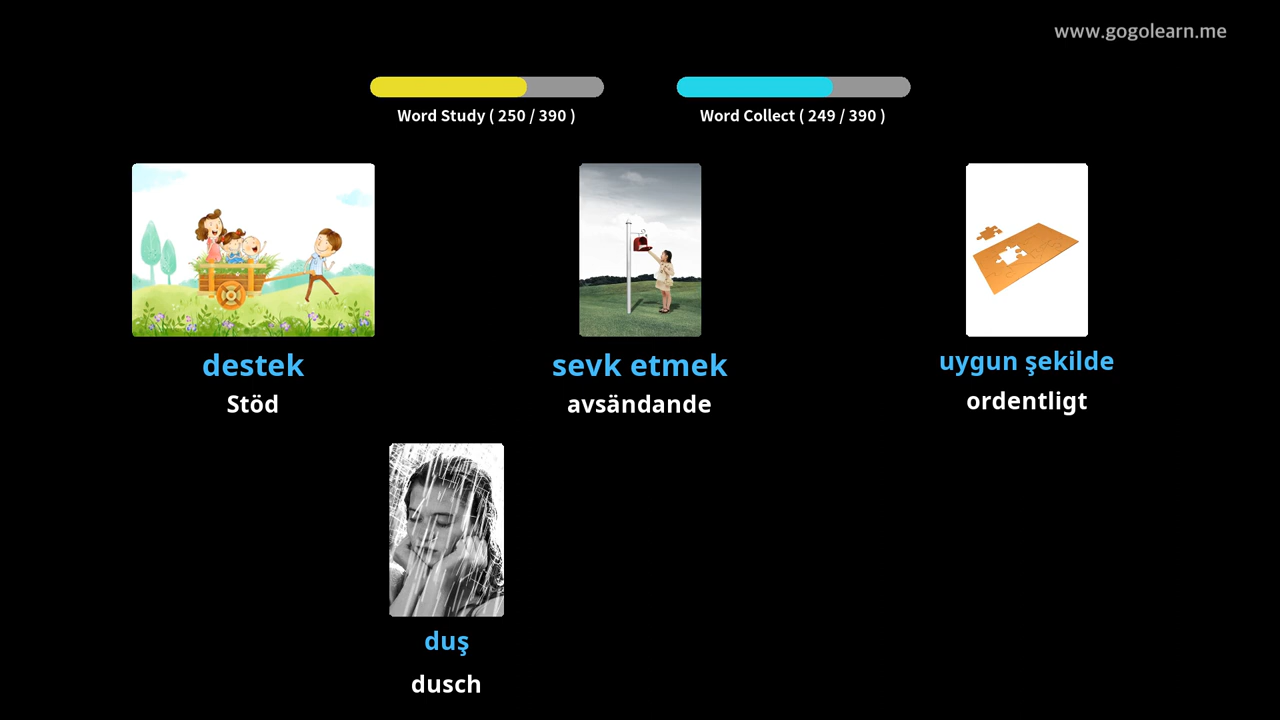 www.gogolearn.me
Word Study ( 250 / 390 )
Word Collect ( 249 / 390 )
destek
Stöd
sevk etmek
avsändande
uygun şekilde
ordentligt
duş
dusch